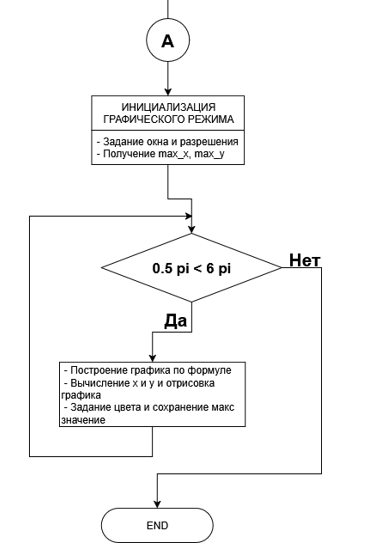 A
ИНИЦИАЛИЗАЦИЯ
ГРАФИЧЕСКОГО РЕЖИМА
- Задание окна и разрешения
- Получение max_x, max_y
0.5 pi < 6 pi
Нет
Да
- Построение графика по формуле
- Вычисление x и y и отрисовка
графика
- Задание цвета и сохранение макс
значение
END